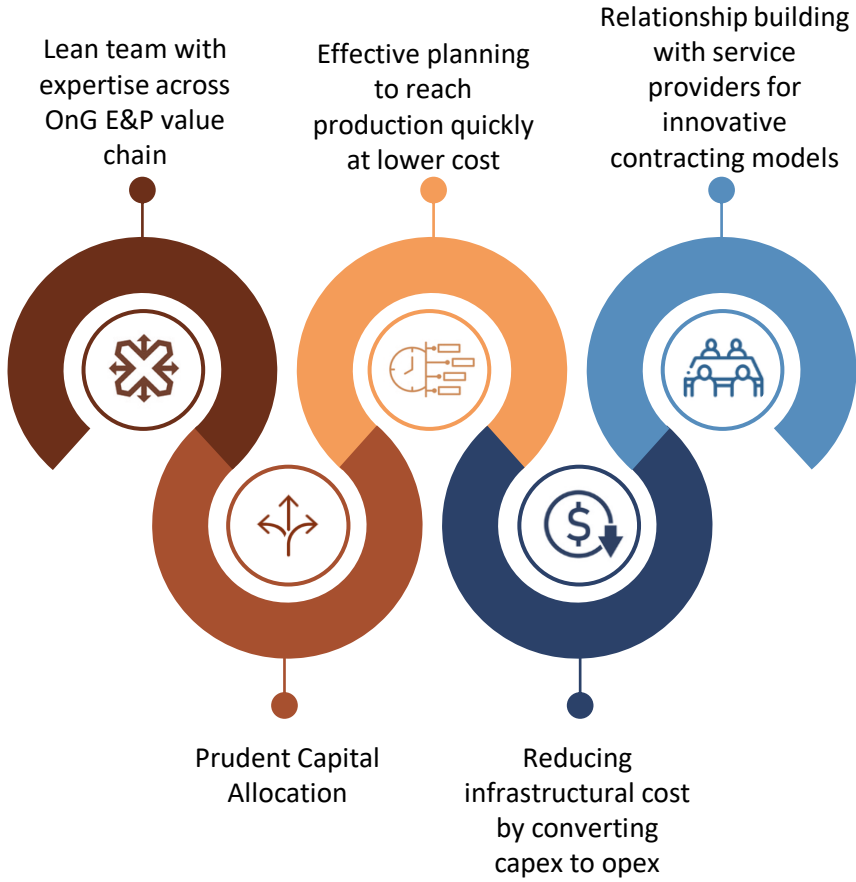 Lean team with
expertise across
OnG E&P value
chain
Prudent Capital
Allocation
Effective planning
to reach
production quickly
at lower cost
Reducing
infrastructural cost
by converting
capex to opex
Relationship building
with service
providers for
innovative
contracting models